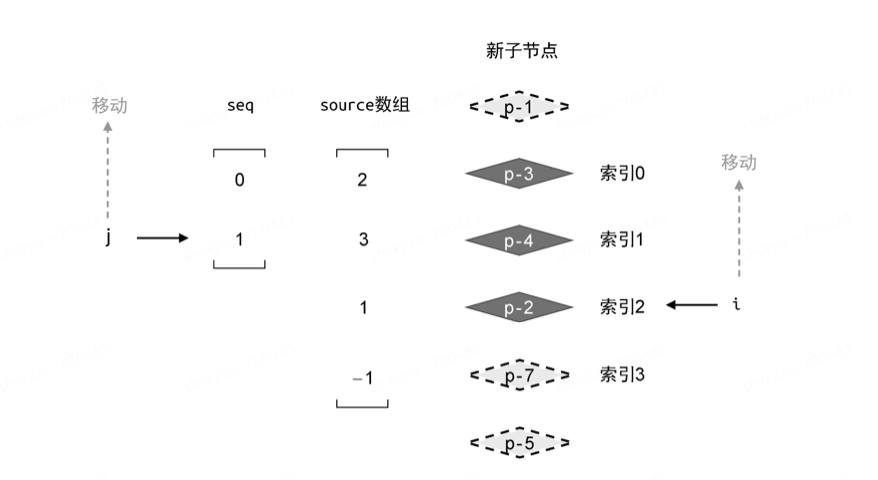 新子节点
移动 seq source数组 p-1
0 2 p-3 索引0 移动
j 1 3 p-4 索引1
1 p-2 索引2 i
-1 p-7 索引3
p-5